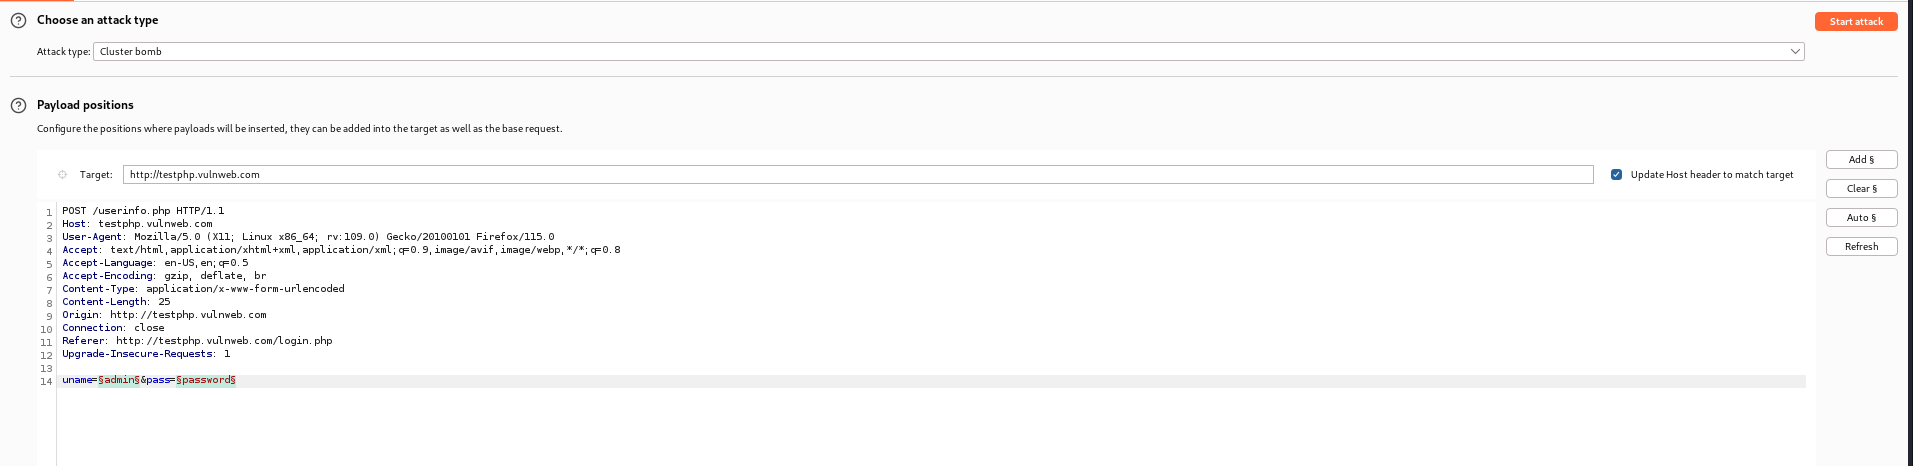 Choose an attack type
Start attack
Attack type: Cluster bomb
Payload positions
Configure the positions where payloads will be inserted, they can be added into the target as well as the base request.
Add §
Target: http://testphp.vulnweb.com
Update Host header to match target
Clear §
Auto §
Refresh
1 POST /userinfo.php HTTP/1.1
2 Host: testphp.vulnweb.com
3 User-Agent: Mozilla/5.0 (X11; Linux x86_64; rv:109.0) Gecko/20100101 Firefox/115.0
4 Accept: text/html,application/xhtml+xml,application/xml;q=0.9,image/avif,image/webp,*/*;q=0.8
5 Accept-Language: en-US,en;q=0.5
6 Accept-Encoding: gzip, deflate, br
7 Content-Type: application/x-www-form-urlencoded
8 Content-Length: 25
9 Origin: http://testphp.vulnweb.com
10 Connection: close
11 Referer: http://testphp.vulnweb.com/login.php
12 Upgrade-Insecure-Requests: 1
13
14 uname=§admin§&pass=§password§